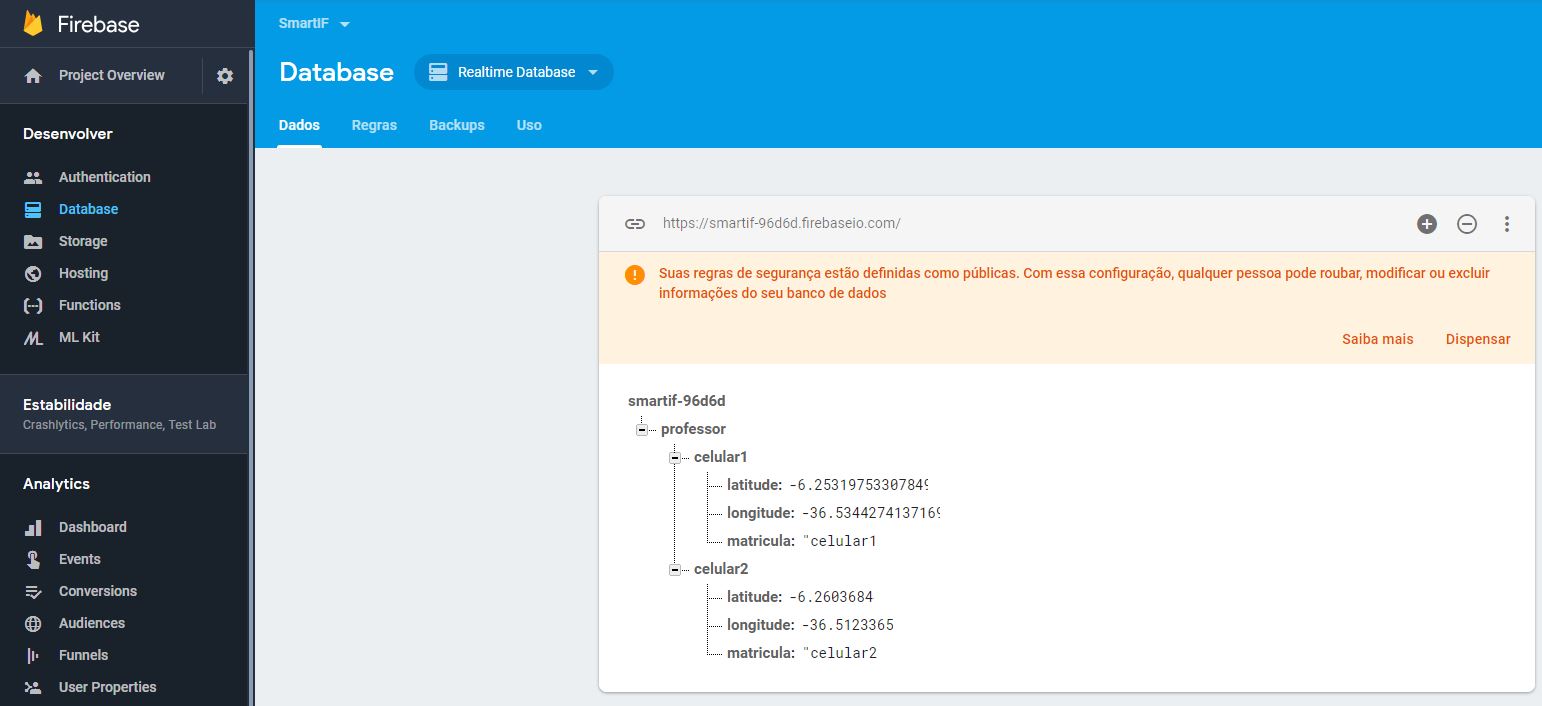 Firebase
Project Overview
Desenvolver
Authentication
Database
Storage
Hosting
Functions
ML Kit
Estabilidade
Crashlytics, Performance, Test Lab
Analytics
Dashboard
Events
Conversions
Audiences
Funnels
User Properties
SmartIF
Database
Realtime Database
Dados Regras Backups Uso
https://smartif-96d6d.firebaseio.com/
Suas regras de segurança estão definidas como públicas. Com essa configuração, qualquer pessoa pode roubar, modificar ou excluir
informações do seu banco de dados
Saiba mais Dispensar
smartif-96d6d
professor
celular1
latitude: -6.25319753307849
longitude: -36.5344274137169
matricula: "celular1
celular2
latitude: -6.2603684
longitude: -36.5123365
matricula: "celular2